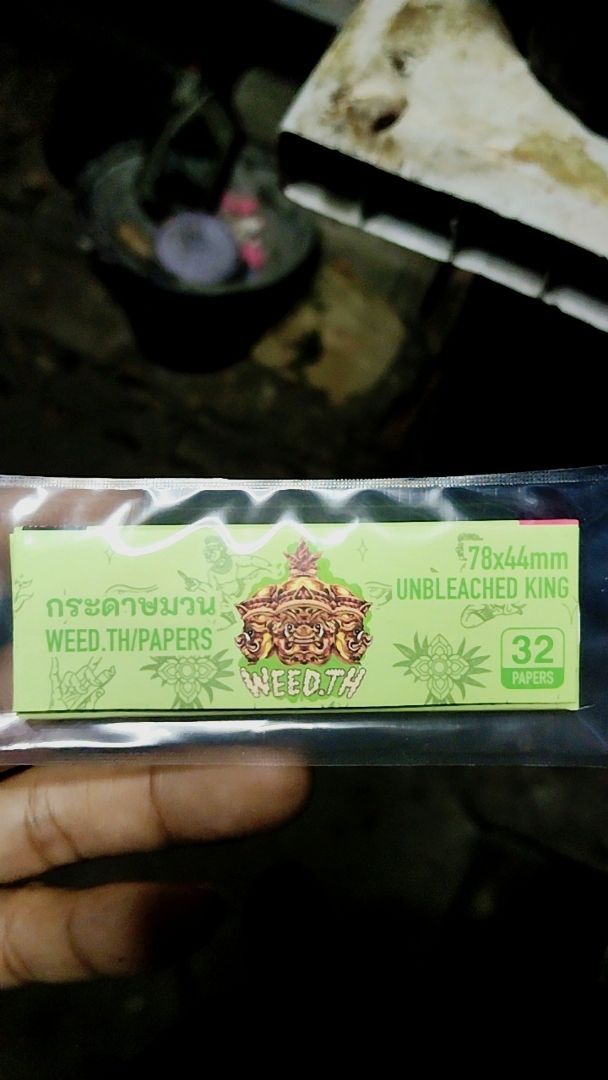 กระดาษมวน
WEED.TH/PAPERS
WEED.TH
78x44mm
UNBLEACHED KING
32
PAPERS